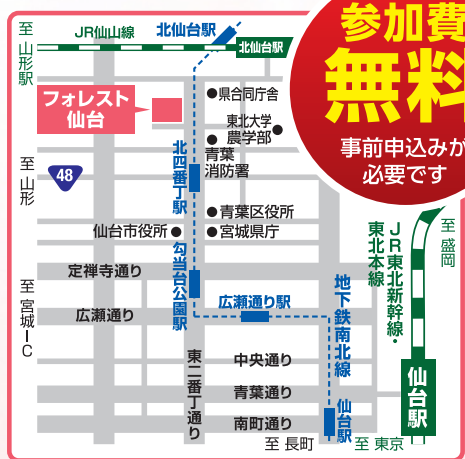 至山形駅
JR仙山線
北仙台駅
北仙台駅
参加費
無料
事前申込みが
必要です
フォレスト
仙台
●県合同庁舎
東北大学
農学部●
●青葉
消防署
北四番丁駅
至山形
48
●青葉区役所
仙台市役所●
●宮城県庁
勾当台公園駅
至盛岡
JR東北新幹線・
東北本線
定禅寺通り
至宮城IC
広瀬通り
広瀬通り駅
地下鉄南北線
東二番丁通り
中央通り
青葉通り
南町通り
仙台駅
仙台駅
至長町
至東京